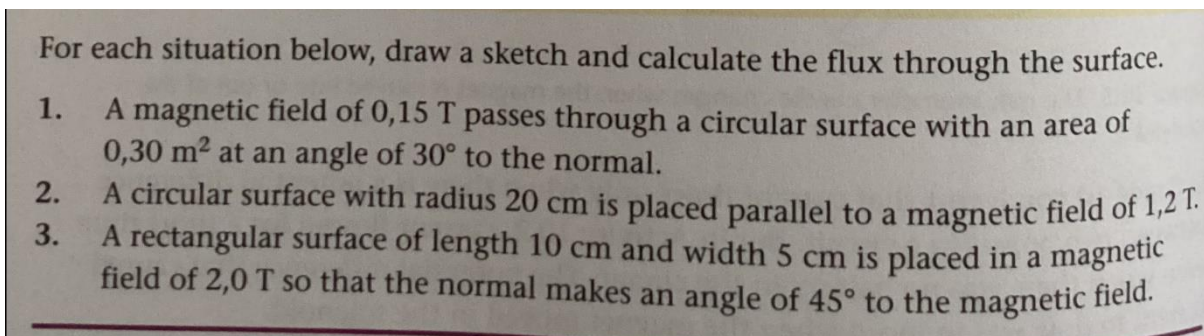 For each situation below, draw a sketch and calculate the flux through the surface.
1. A magnetic field of 0,15 T passes through a circular surface with an area of
0,30 m² at an angle of 30° to the normal.
2. A circular surface with radius 20 cm is placed parallel to a magnetic field of 1,2 T.
3. A rectangular surface of length 10 cm and width 5 cm is placed in a magnetic
field of 2,0 T so that the normal makes an angle of 45° to the magnetic field.